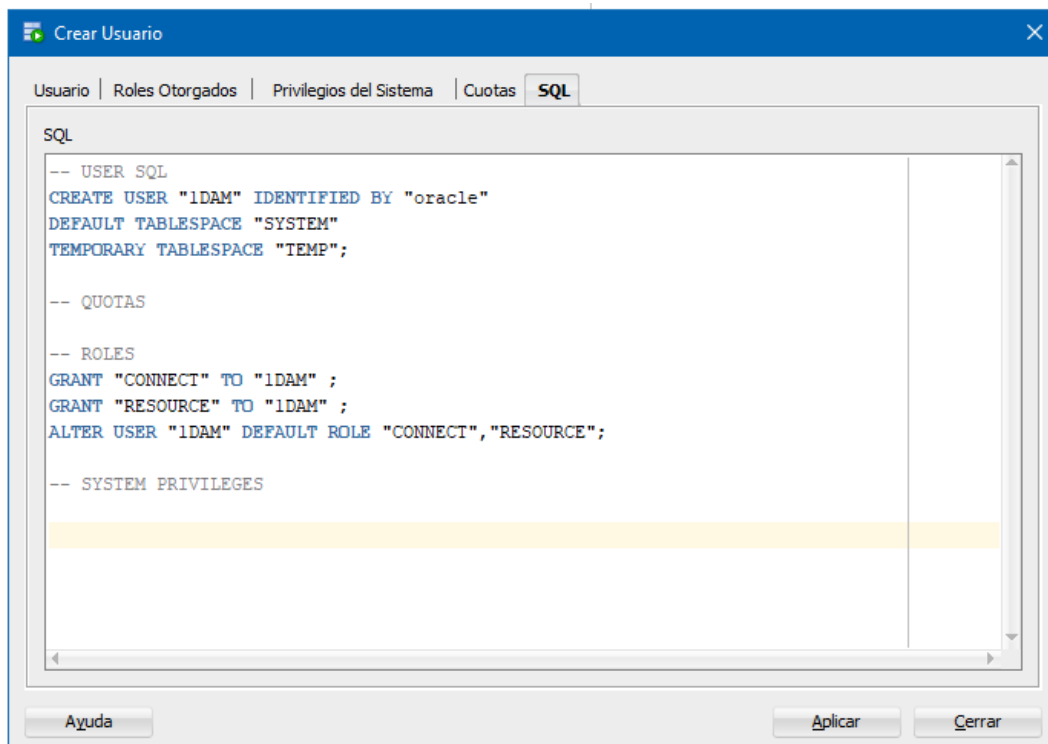 Crear Usuario
Usuario Roles Otorgados Privilegios del Sistema Cuotas SQL
SQL
-- USER SQL
CREATE USER "1DAM" IDENTIFIED BY "oracle"
DEFAULT TABLESPACE "SYSTEM"
TEMPORARY TABLESPACE "TEMP";
-- QUOTAS
-- ROLES
GRANT "CONNECT" TO "1DAM" ;
GRANT "RESOURCE" TO "1DAM" ;
ALTER USER "1DAM" DEFAULT ROLE "CONNECT","RESOURCE";
-- SYSTEM PRIVILEGES
Ayuda Aplicar Cerrar